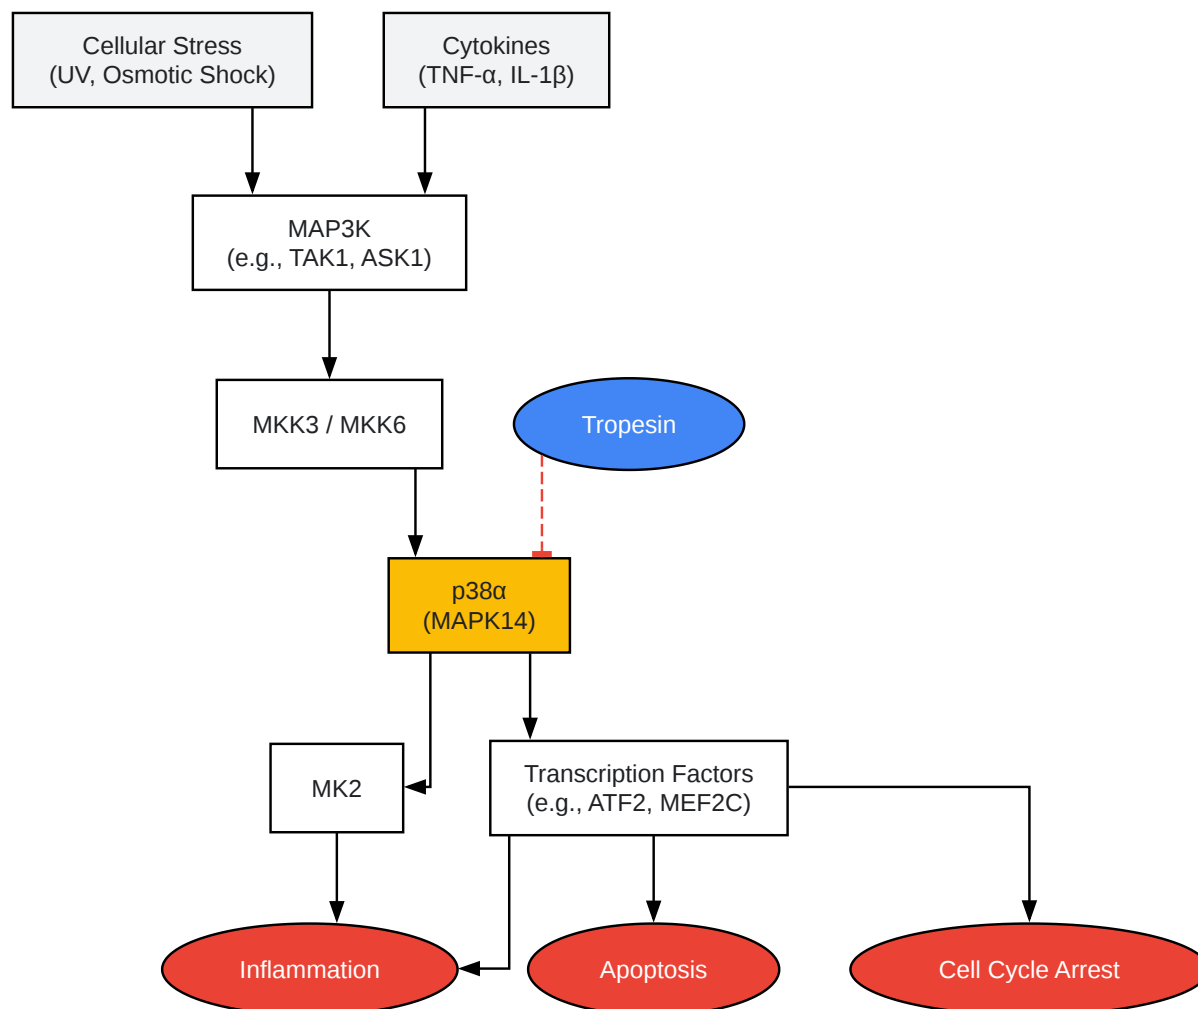 Cellular Stress
(UV, Osmotic Shock)
Cytokines
(TNF-α, IL-1β)
MAP3K
(e.g., TAK1, ASK1)
MKK3 / MKK6
Tropesin
p38α
(MAPK14)
MK2
Transcription Factors
(e.g., ATF2, MEF2C)
Inflammation
Apoptosis
Cell Cycle Arrest